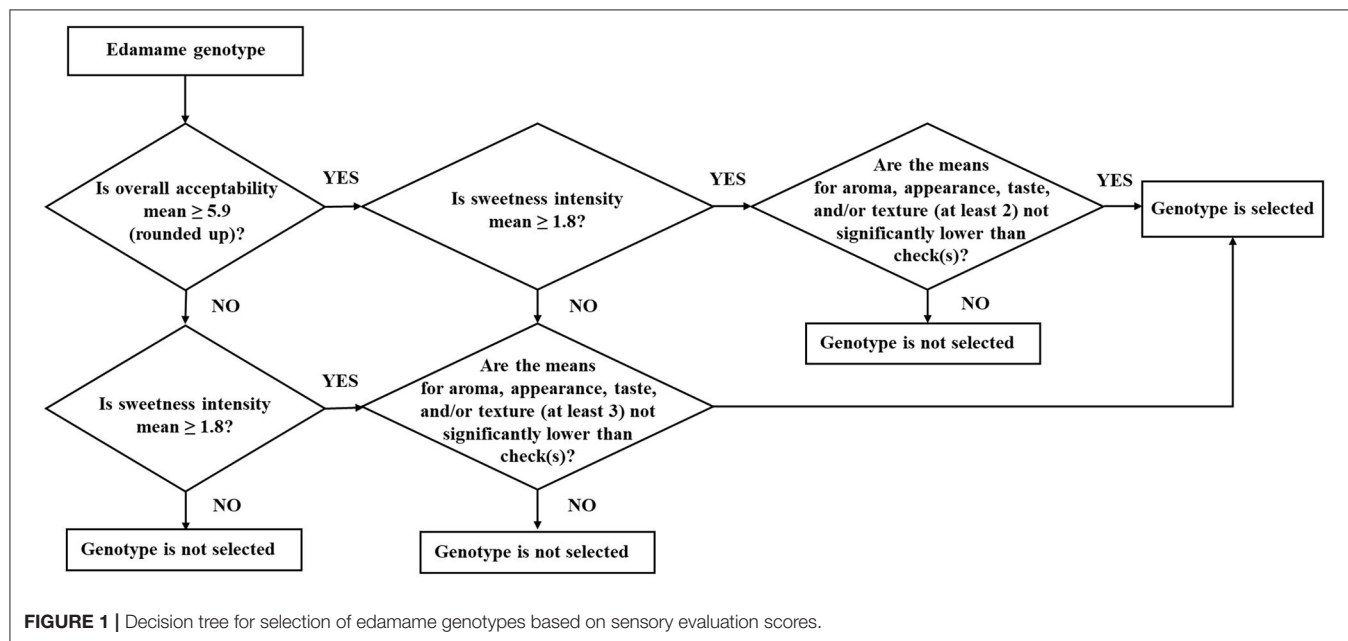 Edamame genotype
Is overall acceptability
mean ≥ 5.9
(rounded up)?
YES
Is sweetness intensity
mean ≥ 1.8?
YES
Are the means
for aroma, appearance, taste,
and/or texture (at least 2) not
significantly lower than
check(s)?
YES
Genotype is selected
NO
NO
NO
Genotype is not selected
Is sweetness intensity
mean ≥ 1.8?
YES
Are the means
for aroma, appearance, taste,
and/or texture (at least 3) not
significantly lower than
check(s)?
NO
NO
Genotype is not selected
Genotype is not selected
FIGURE 1 | Decision tree for selection of edamame genotypes based on sensory evaluation scores.